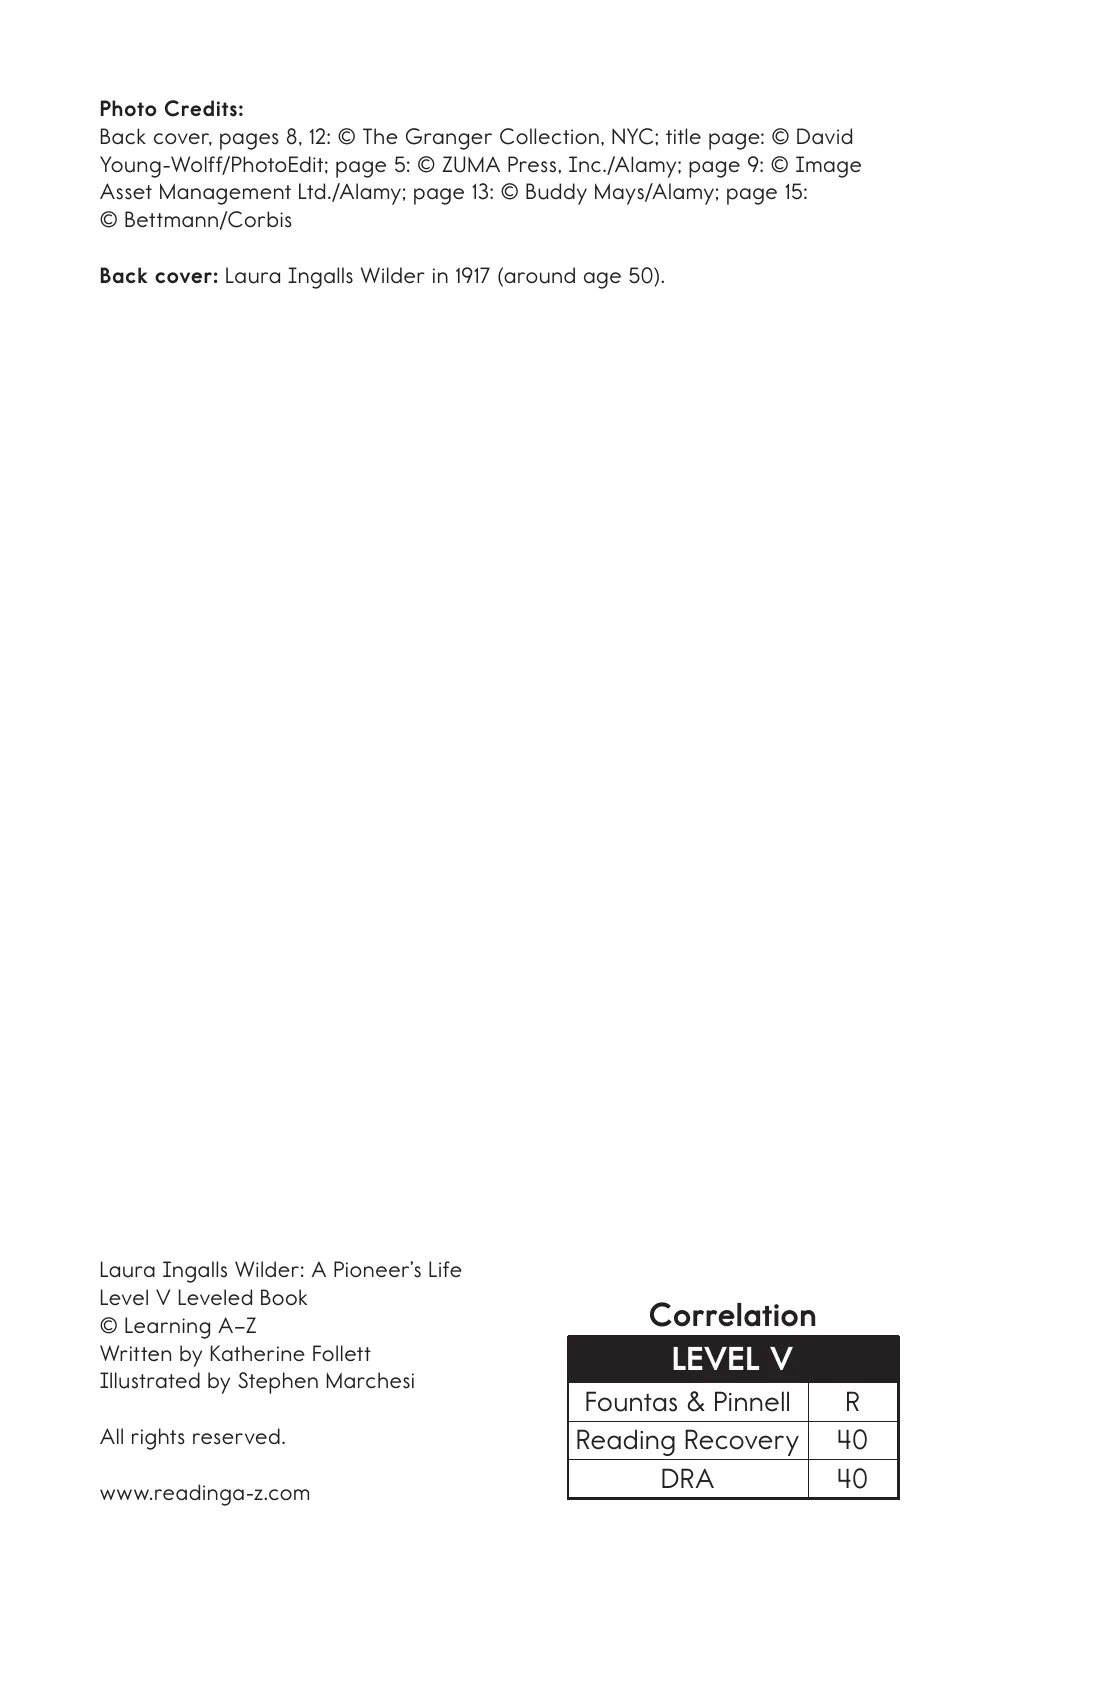 Photo Credits:
Back cover, pages 8, 12: © The Granger Collection, NYC; title page: © David
Young-Wolff/PhotoEdit; page 5: © ZUMA Press, Inc./Alamy; page 9: © Image
Asset Management Ltd./Alamy; page 13: © Buddy Mays/Alamy; page 15:
© Bettmann/Corbis
Back cover: Laura Ingalls Wilder in 1917 (around age 50).
Laura Ingalls Wilder: A Pioneer’s Life
Level V Leveled Book
© Learning A–Z
Written by Katherine Follett
Illustrated by Stephen Marchesi
All rights reserved.
www.readinga-z.com
Correlation
LEVEL V
Fountas & Pinnell R
Reading Recovery 40
DRA 40